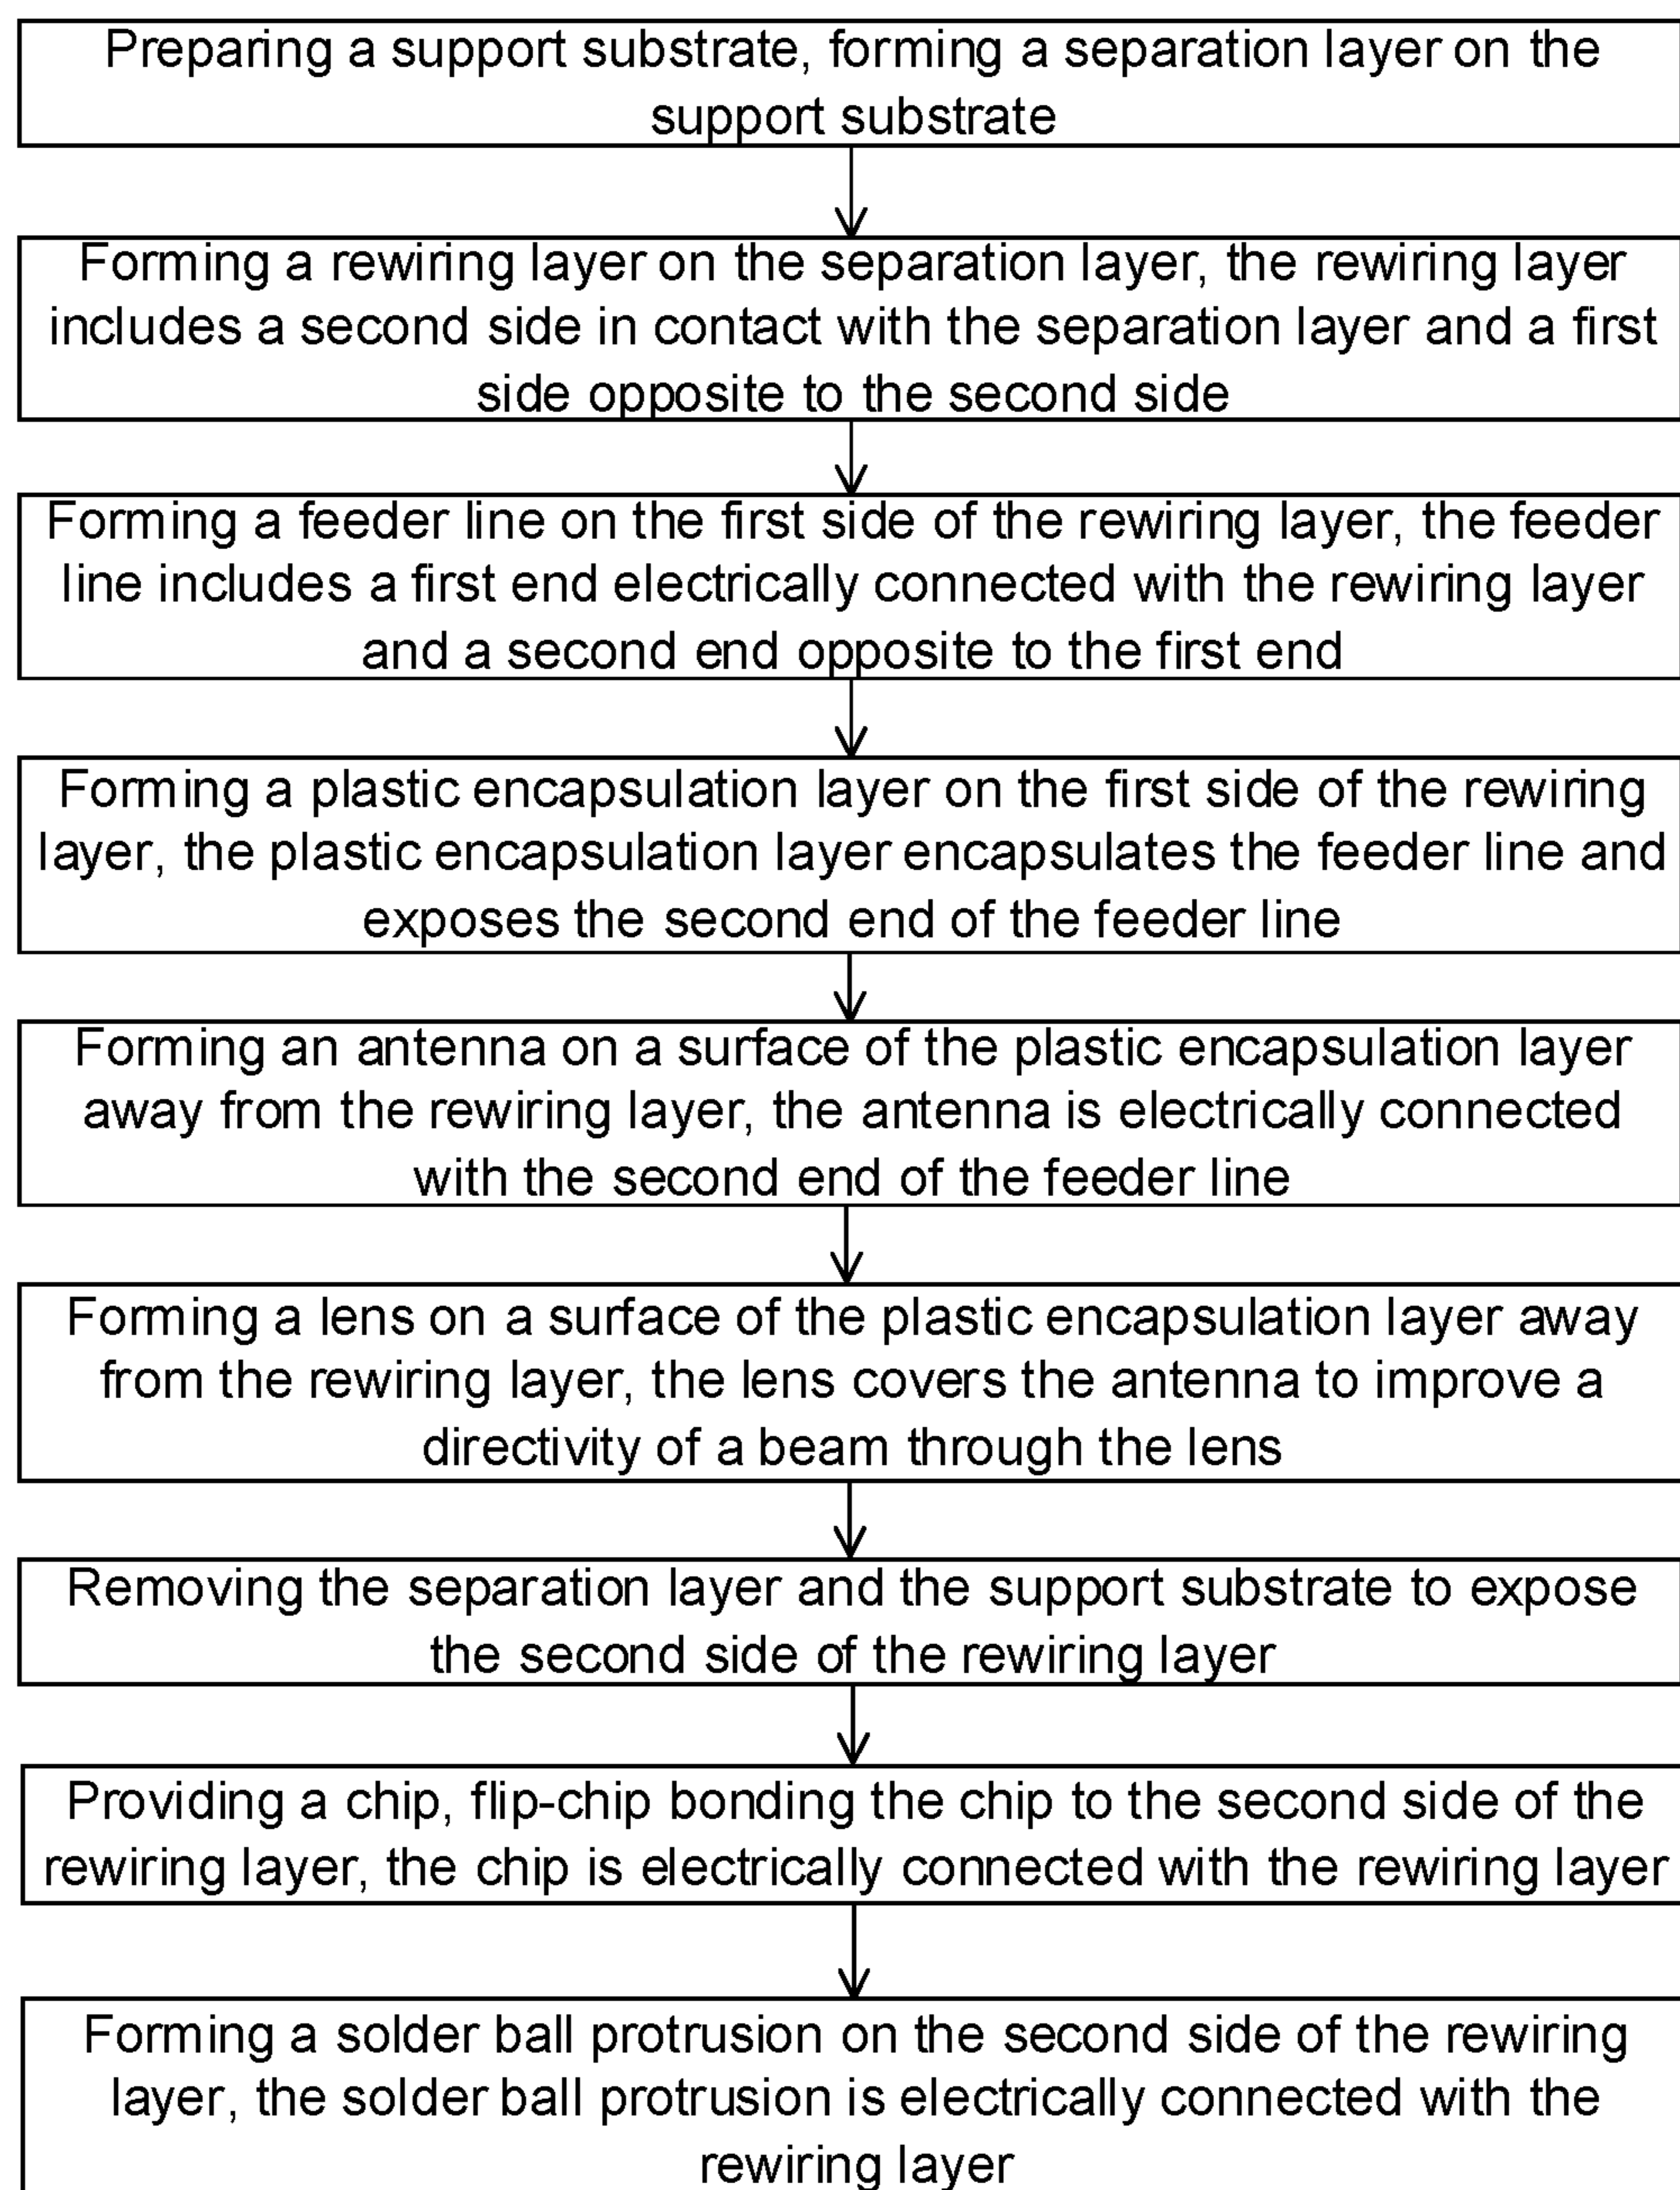 Preparing a support substrate, forming a separation layer on the
support substrate
Forming a rewiring layer on the separation layer, the rewiring layer
includes a second side in contact with the separation layer and a first
side opposite to the second side
Forming a feeder line on the first side of the rewiring layer, the feeder
line includes a first end electrically connected with the rewiring layer
and a second end opposite to the first end
Forming a plastic encapsulation layer on the first side of the rewiring
layer, the plastic encapsulation layer encapsulates the feeder line and
exposes the second end of the feeder line
Forming an antenna on a surface of the plastic encapsulation layer
away from the rewiring layer, the antenna is electrically connected
with the second end of the feeder line
Forming a lens on a surface of the plastic encapsulation layer away
from the rewiring layer, the lens covers the antenna to improve a
directivity of a beam through the lens
Removing the separation layer and the support substrate to expose
the second side of the rewiring layer
Providing a chip, flip-chip bonding the chip to the second side of the
rewiring layer, the chip is electrically connected with the rewiring layer
Forming a solder ball protrusion on the second side of the rewiring
layer, the solder ball protrusion is electrically connected with the
rewiring layer